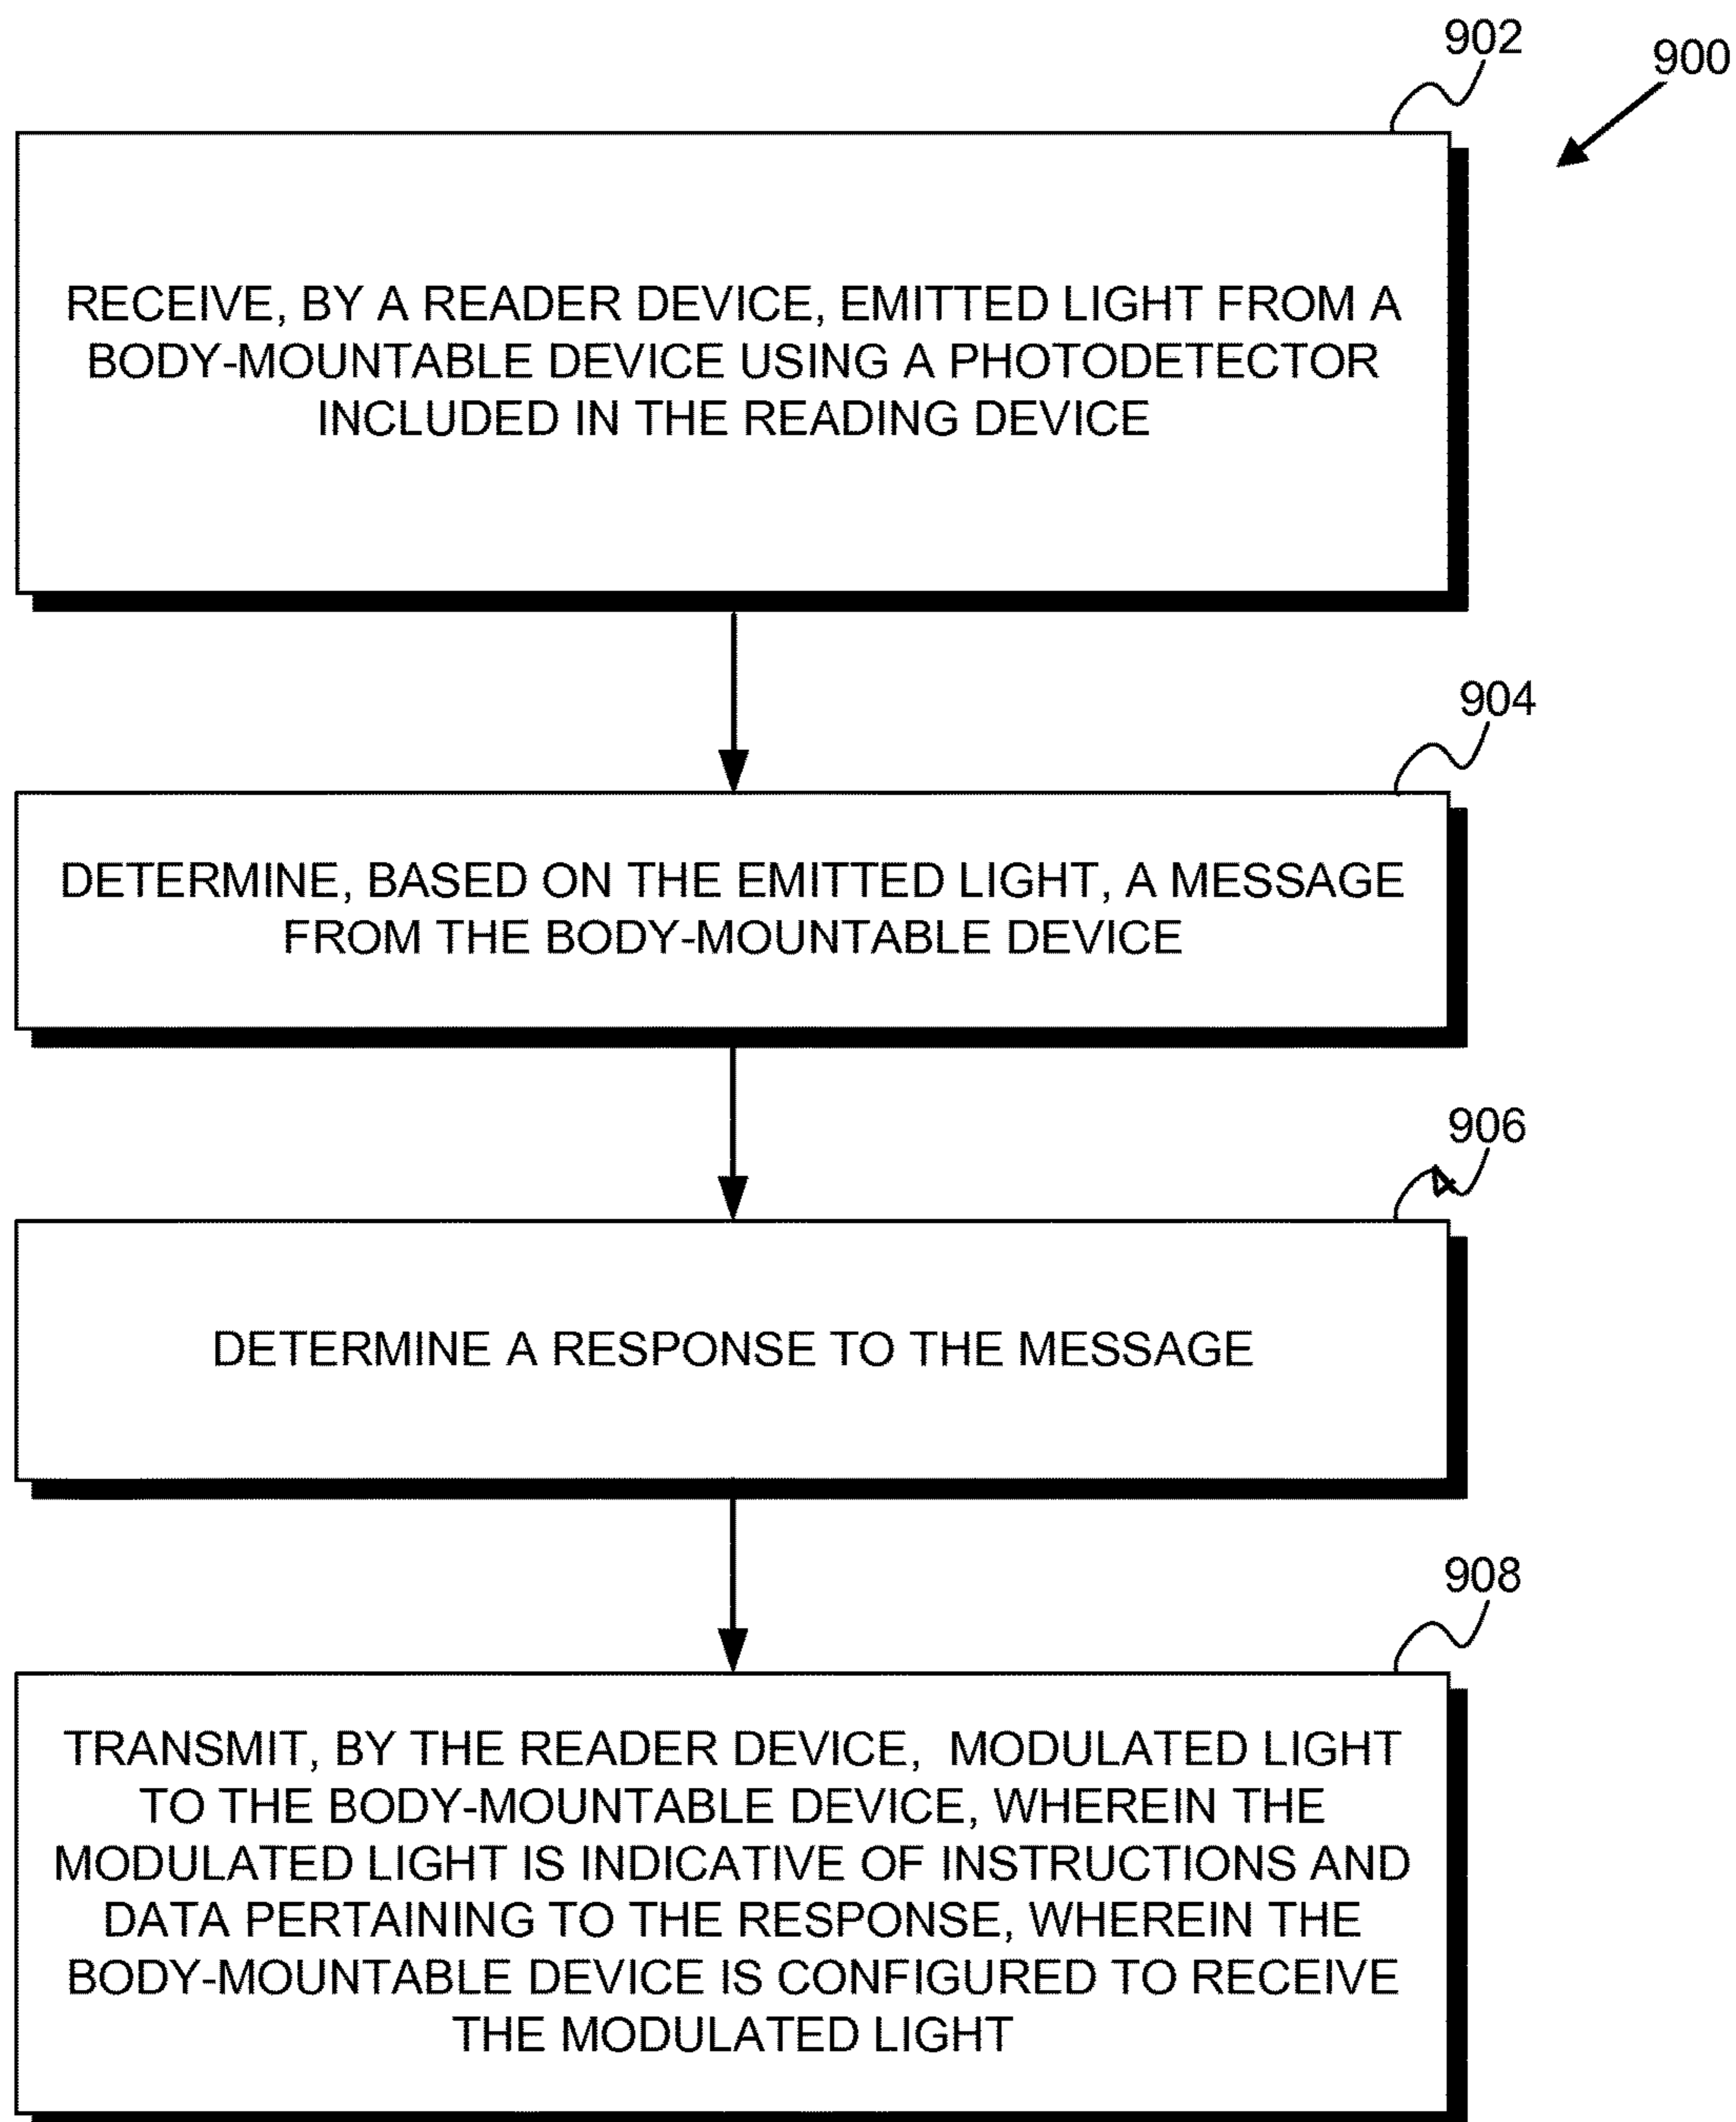 902
900
RECEIVE, BY A READER DEVICE, EMITTED LIGHT FROM A
BODY-MOUNTABLE DEVICE USING A PHOTODETECTOR
INCLUDED IN THE READING DEVICE
904
DETERMINE, BASED ON THE EMITTED LIGHT, A MESSAGE
FROM THE BODY-MOUNTABLE DEVICE
906
DETERMINE A RESPONSE TO THE MESSAGE
908
TRANSMIT, BY THE READER DEVICE, MODULATED LIGHT
TO THE BODY-MOUNTABLE DEVICE, WHEREIN THE
MODULATED LIGHT IS INDICATIVE OF INSTRUCTIONS AND
DATA PERTAINING TO THE RESPONSE, WHEREIN THE
BODY-MOUNTABLE DEVICE IS CONFIGURED TO RECEIVE
THE MODULATED LIGHT